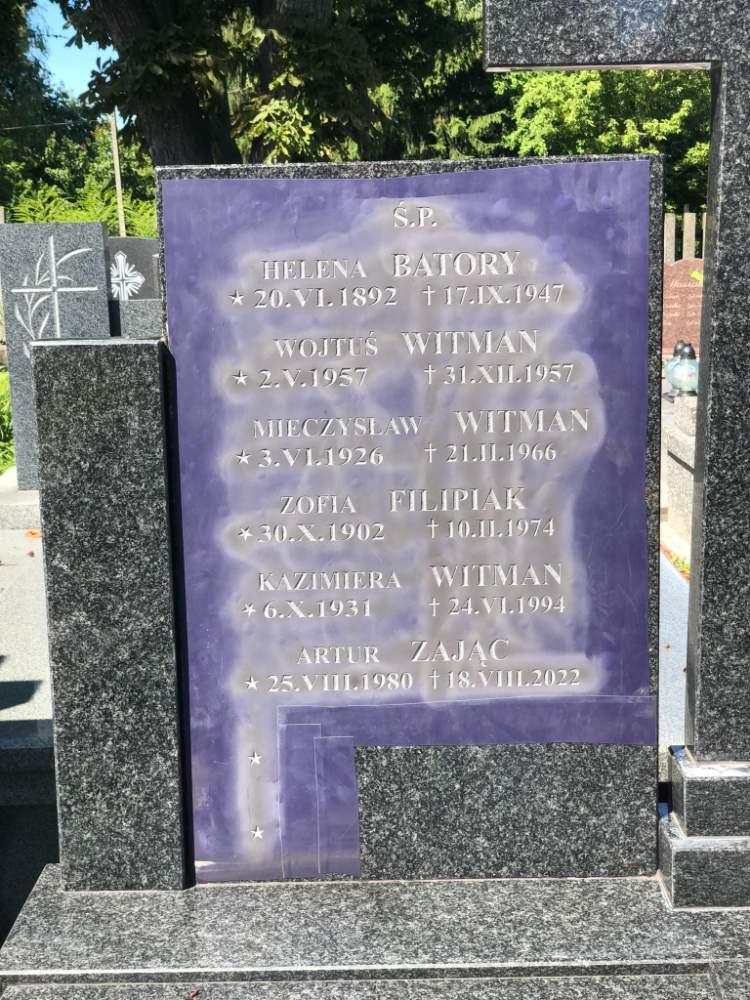 Ś.P.
HELENA BATORY
* 20.VI.1892 † 17.IX.1947
WOJTUŚ WITMAN
* 2.V.1957 † 31.XII.1957
MIECZYSŁAW WITMAN
* 3.VI.1926 † 21.II.1966
ZOFIA FILIPIAK
* 30.X.1902 † 10.II.1974
KAZIMIERA WITMAN
* 6.X.1931 † 24.VI.1994
ARTUR ZAJĄC
* 25.VIII.1980 † 18.VIII.2022
*
*